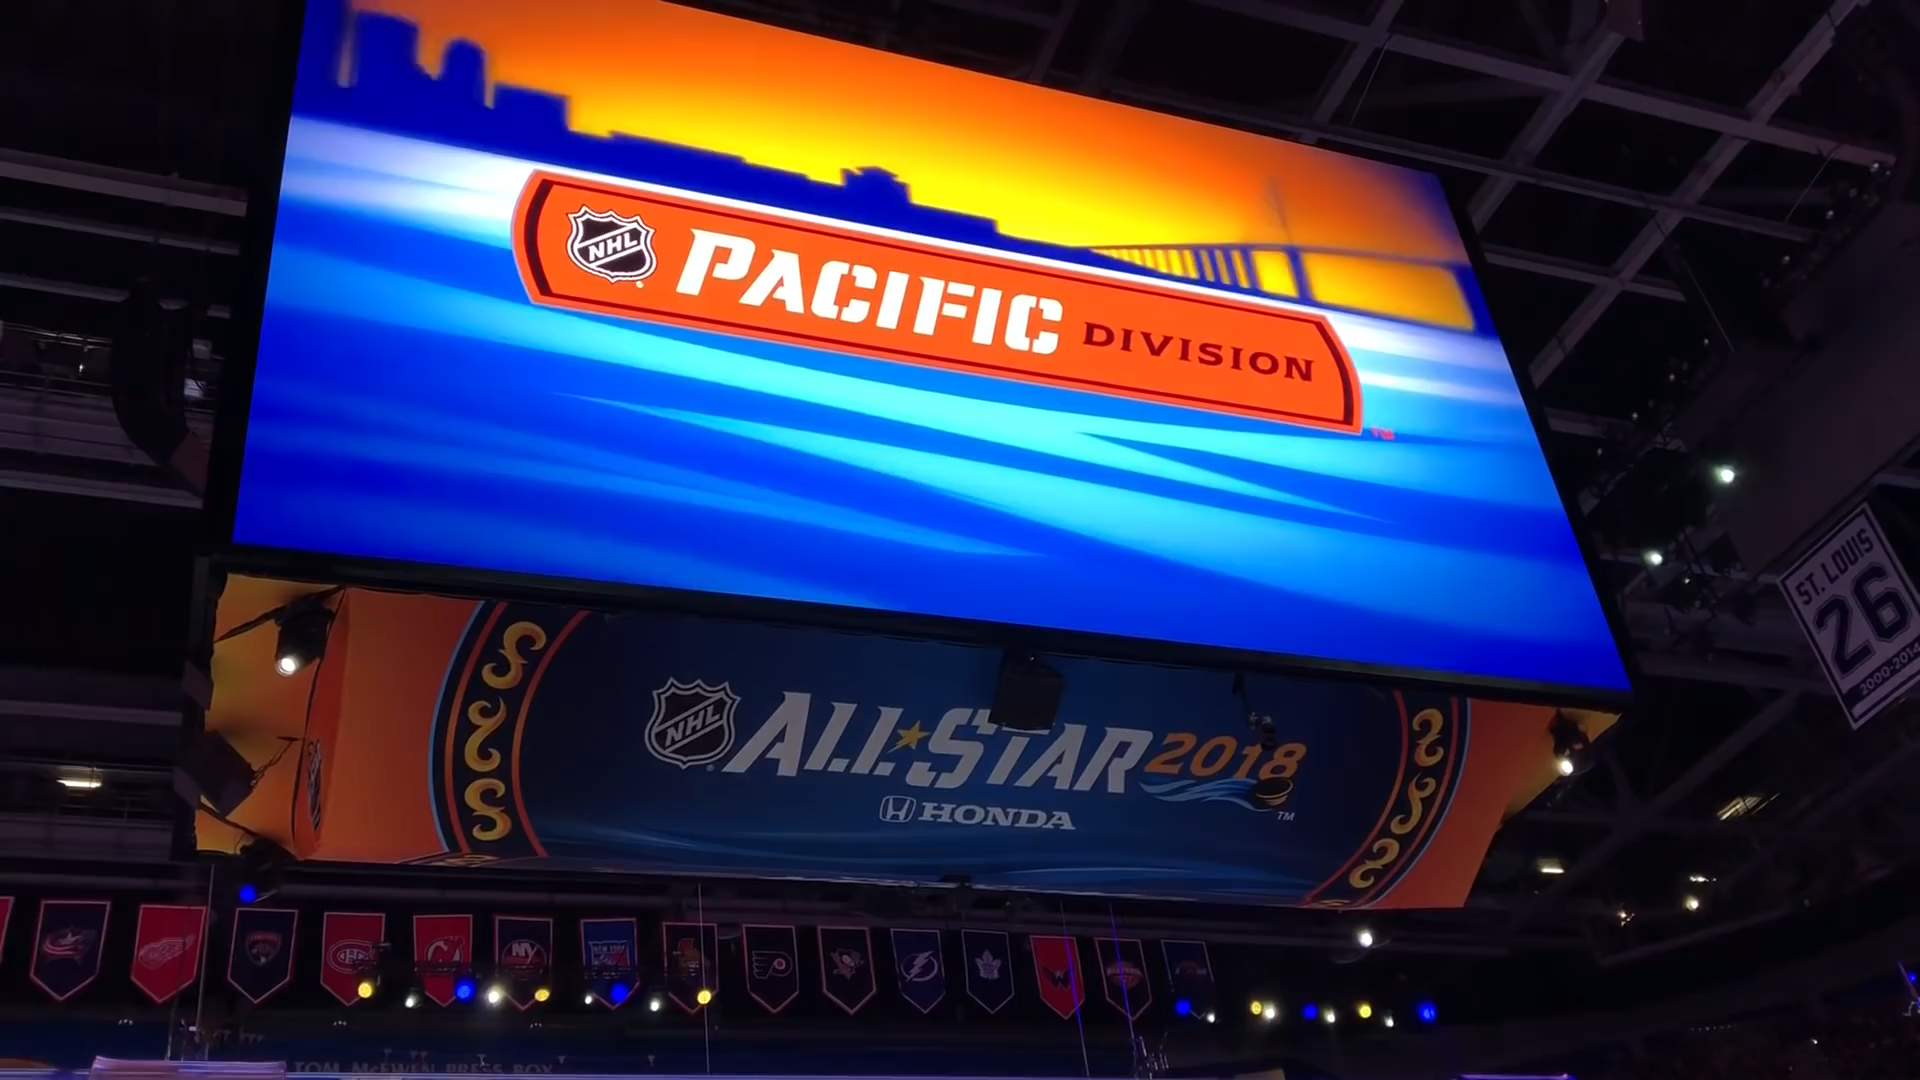 NHL PACIFIC DIVISION
TM
ST. LOUIS
26
2000-2014
NHL ALL★STAR 2018
TM
HONDA
NY
TOM McEWEN PRESS BOX